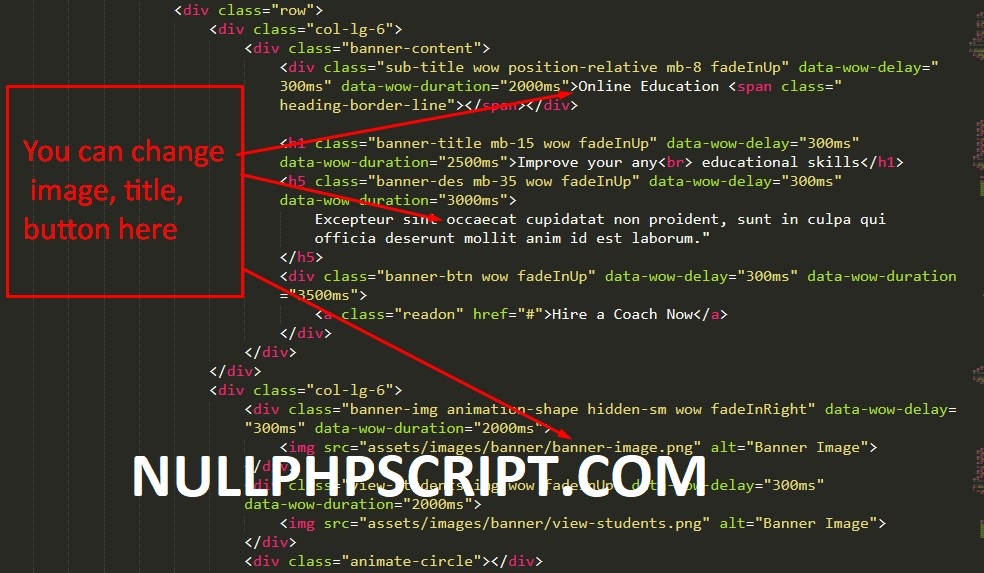 <div class="row">
<div class="col-lg-6">
<div class="banner-content">
<div class="sub-title wow position-relative mb-8 fadeInUp" data-wow-delay="
300ms" data-wow-duration="2000ms">Online Education <span class="
heading-border-line"></span></div>
<h1 class="banner-title mb-15 wow fadeInUp" data-wow-delay="300ms"
data-wow-duration="2500ms">Improve your any<br> educational skills</h1>
<h5 class="banner-des mb-35 wow fadeInUp" data-wow-delay="300ms"
data-wow-duration="3000ms">
Excepteur sint occaecat cupidatat non proident, sunt in culpa qui
officia deserunt mollit anim id est laborum."
</h5>
<div class="banner-btn wow fadeInUp" data-wow-delay="300ms" data-wow-duration
="3500ms">
<a class="readon" href="#">Hire a Coach Now</a>
</div>
</div>
</div>
<div class="col-lg-6">
<div class="banner-img animation-shape hidden-sm wow fadeInRight" data-wow-delay=
"300ms" data-wow-duration="2000ms">
<img src="assets/images/banner/banner-image.png" alt="Banner Image">
</div>
<div class="view-students-img wow fadeInUp" data-wow-delay="300ms"
data-wow-duration="2000ms">
<img src="assets/images/banner/view-students.png" alt="Banner Image">
</div>
<div class="animate-circle"></div>
You can change
image, title,
button here
NULLPHPSCRIPT.COM